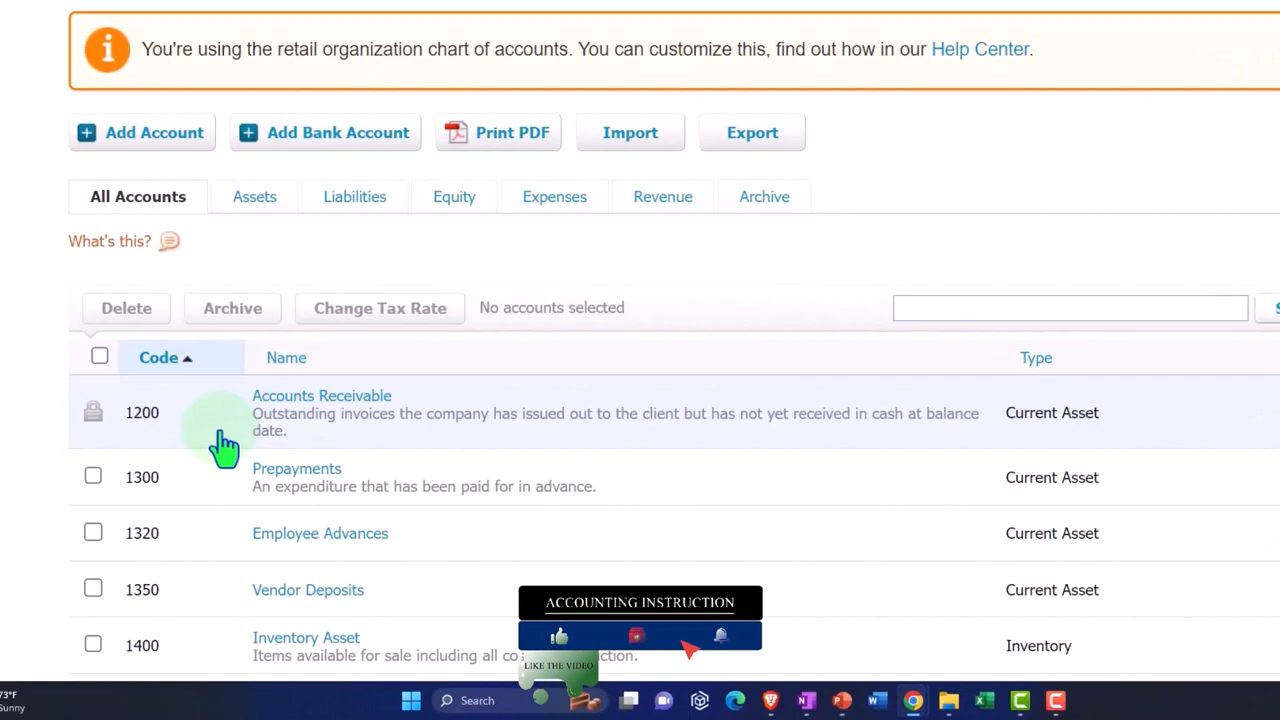 You're using the retail organization chart of accounts. You can customize this, find out how in our Help Center.
Add Account
Add Bank Account
Print PDF
Import
Export
All Accounts
Assets
Liabilities
Equity
Expenses
Revenue
Archive
What's this?
Delete
Archive
Change Tax Rate
No accounts selected
S
Code
Name
Type
1200
Accounts Receivable
Outstanding invoices the company has issued out to the client but has not yet received in cash at balance
date.
Current Asset
1300
Prepayments
An expenditure that has been paid for in advance.
Current Asset
1320
Employee Advances
Current Asset
1350
Vendor Deposits
Current Asset
1400
Inventory Asset
Items available for sale including all co
Inventory
ACCOUNTING INSTRUCTION
LIKE THE VIDEO
73°F
Sunny
Search